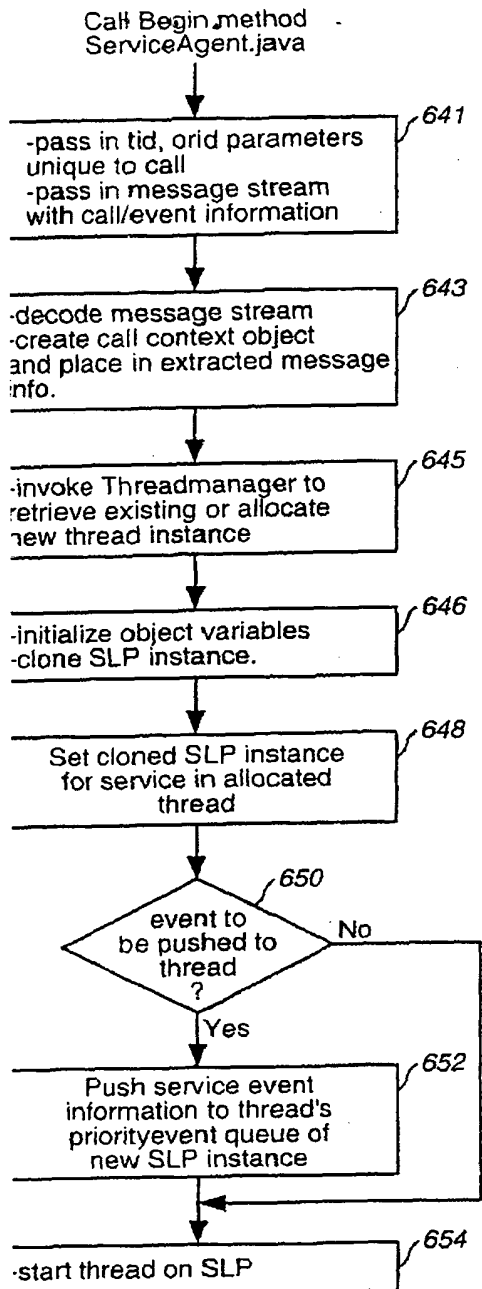 Call Begin method
ServiceAgent.java
641
-pass in tid, orid parameters
unique to call
-pass in message stream
with call/event information
643
-decode message stream
-create call context object
and place in extracted message
nfo.
645
-invoke Threadmanager to
retrieve existing or allocate
new thread instance
646
-initialize object variables
-clone SLP instance.
648
Set cloned SLP instance
for service in allocated
thread
650
event to
be pushed to
thread
?
No
Yes
652
Push service event
information to thread's
priorityevent queue of
new SLP instance
654
-start thread on SLP